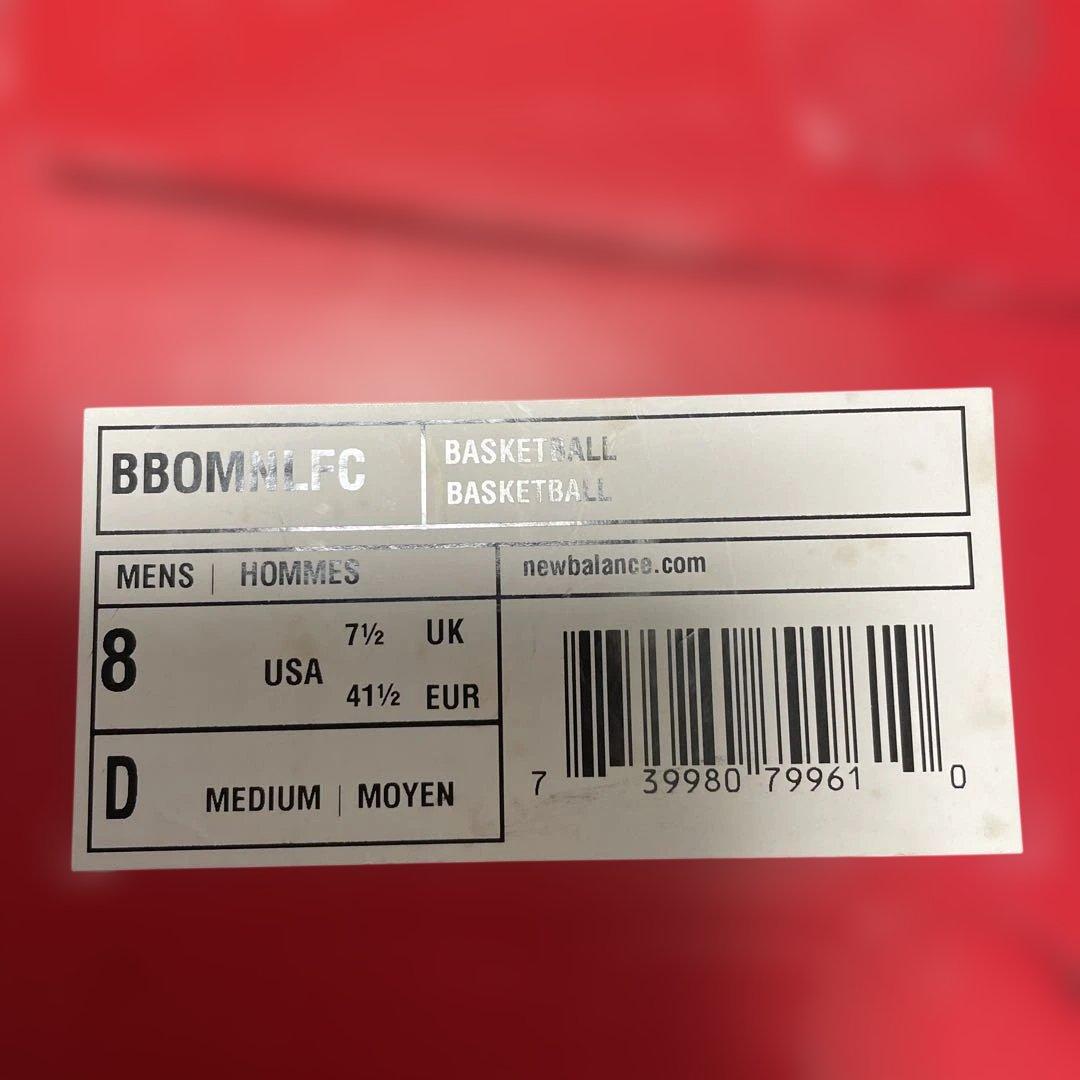 BBOMNLFC
BASKETBALL
BASKETBALL
MENS | HOMMES
newbalance.com
8 USA 7½ UK
41½ EUR
D MEDIUM | MOYEN
7 39980 79961 0